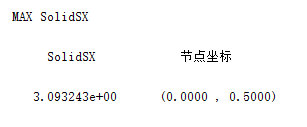 MAX SolidSX
SolidSX 节点坐标
3.093243e+00 (0.0000 , 0.5000)